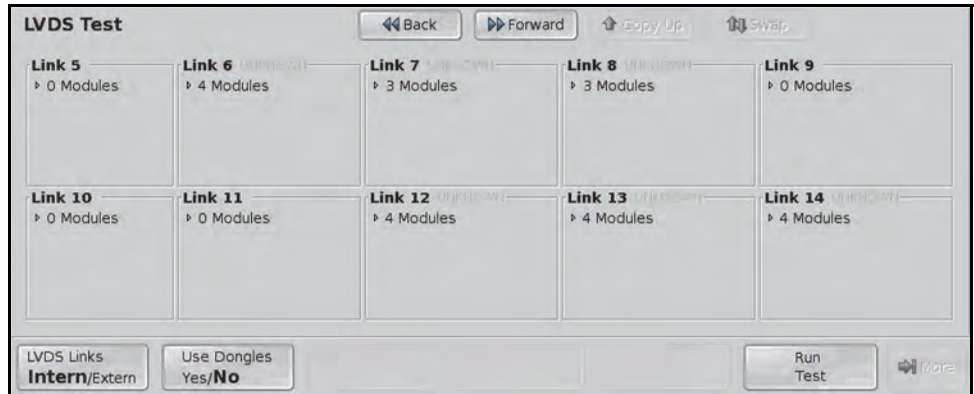 LVDS Test
Back
Forward
Copy Up
Swap
Link 5
0 Modules
Link 6 UNKNOWN
4 Modules
Link 7 UNKNOWN
3 Modules
Link 8 UNKNOWN
3 Modules
Link 9
0 Modules
Link 10
0 Modules
Link 11
0 Modules
Link 12 UNKNOWN
4 Modules
Link 13 UNKNOWN
4 Modules
Link 14 UNKNOWN
4 Modules
LVDS Links
Intern/Extern
Use Dongles
Yes/No
Run
Test
More